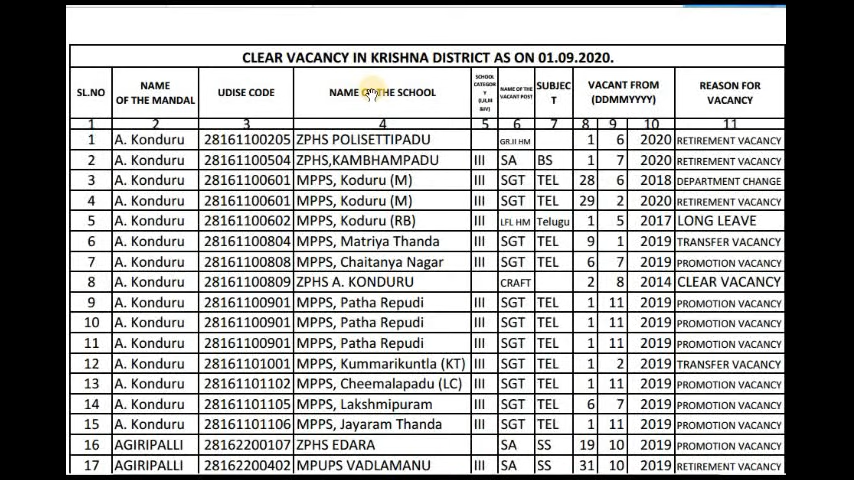 CLEAR VACANCY IN KRISHNA DISTRICT AS ON 01.09.2020.
SL.NO NAME OF THE MANDAL UDISE CODE NAME OF THE SCHOOL SCHOOL CATEGORY NAME OF THE VACANT POST SUBJECT VACANT FROM (DDMMYYYY) REASON FOR VACANCY
1 2 3 4 5 6 7 8 9 10 11
1 A. Konduru 28161100205 ZPHS POLISETTIPADU GR.II HM 1 6 2020 RETIREMENT VACANCY
2 A. Konduru 28161100504 ZPHS,KAMBHAMPADU III SA BS 1 7 2020 RETIREMENT VACANCY
3 A. Konduru 28161100601 MPPS, Koduru (M) III SGT TEL 28 6 2018 DEPARTMENT CHANGE
4 A. Konduru 28161100601 MPPS, Koduru (M) III SGT TEL 29 2 2020 RETIREMENT VACANCY
5 A. Konduru 28161100602 MPPS, Koduru (RB) III LFL HM Telugu 1 5 2017 LONG LEAVE
6 A. Konduru 28161100804 MPPS, Matriya Thanda III SGT TEL 9 1 2019 TRANSFER VACANCY
7 A. Konduru 28161100808 MPPS, Chaitanya Nagar III SGT TEL 6 7 2019 PROMOTION VACANCY
8 A. Konduru 28161100809 ZPHS A. KONDURU CRAFT 2 8 2014 CLEAR VACANCY
9 A. Konduru 28161100901 MPPS, Patha Repudi III SGT TEL 1 11 2019 PROMOTION VACANCY
10 A. Konduru 28161100901 MPPS, Patha Repudi III SGT TEL 1 11 2019 PROMOTION VACANCY
11 A. Konduru 28161100901 MPPS, Patha Repudi III SGT TEL 1 11 2019 PROMOTION VACANCY
12 A. Konduru 28161101001 MPPS, Kummarikuntla (KT) III SGT TEL 1 2 2019 TRANSFER VACANCY
13 A. Konduru 28161101102 MPPS, Cheemalapadu (LC) III SGT TEL 1 11 2019 PROMOTION VACANCY
14 A. Konduru 28161101105 MPPS, Lakshmipuram III SGT TEL 6 7 2019 PROMOTION VACANCY
15 A. Konduru 28161101106 MPPS, Jayaram Thanda III SGT TEL 1 11 2019 PROMOTION VACANCY
16 AGIRIPALLI 28162200107 ZPHS EDARA SA SS 19 10 2019 PROMOTION VACANCY
17 AGIRIPALLI 28162200402 MPUPS VADLAMANU III SA SS 31 10 2019 RETIREMENT VACANCY